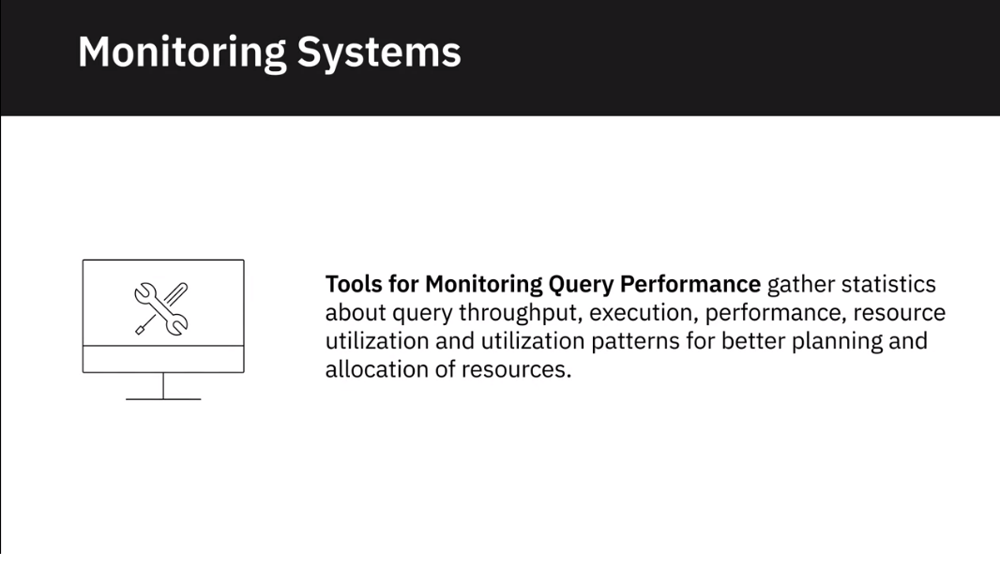 Monitoring Systems
Tools for Monitoring Query Performance gather statistics
about query throughput, execution, performance, resource
utilization and utilization patterns for better planning and
allocation of resources.